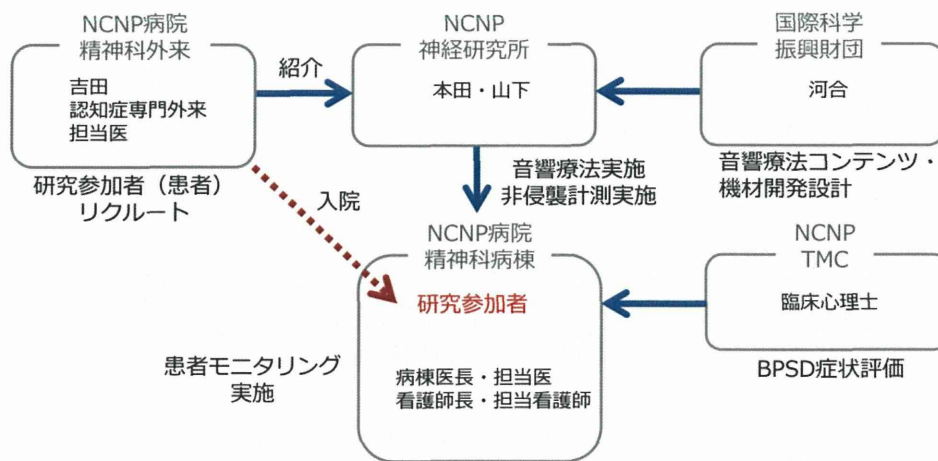 NCNP病院
精神科外来
吉田
認知症専門外来
担当医
研究参加者（患者）
リクルート
紹介
NCNP
神経研究所
本田・山下
国際科学
振興財団
河合
音響療法コンテンツ・
機材開発設計
音響療法実施
非侵襲計測実施
入院
NCNP病院
精神科病棟
研究参加者
病棟医長・担当医
看護師長・担当看護師
患者モニタリング
実施
NCNP
TMC
臨床心理士
BPSD症状評価